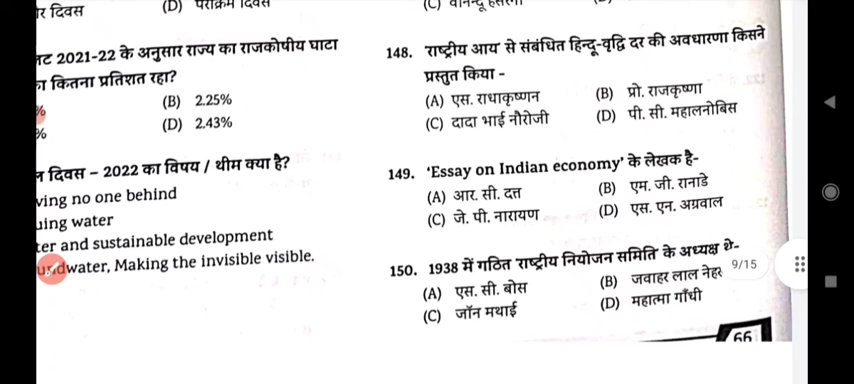 र दिवस
(D) पराक्रम दिवस
2021-22 के अनुसार राज्य का राजकोषीय घाटा
कितना प्रतिशत रहा?
%
(B) 2.25%
%
(D) 2.43%
दिवस – 2022 का विषय / थीम क्या है?
ving no one behind
uing water
ter and sustainable development
undwater, Making the invisible visible.
(C)
148. 'राष्ट्रीय आय' से संबंधित हिन्दू-वृद्धि दर की अवधारणा किसने
प्रस्तुत किया -
(A) एस. राधाकृष्णन
(B) प्रो. राजकृष्णा
(C) दादा भाई नौरोजी
(D) पी. सी. महालनोबिस
149. 'Essay on Indian economy' के लेखक है-
(A) आर. सी. दत्त
(B) एम. जी. रानाडे
(C) जे. पी. नारायण
(D) एस. एन. अग्रवाल
150. 1938 में गठित 'राष्ट्रीय नियोजन समिति' के अध्यक्ष थे-
(A) एस. सी. बोस
(B) जवाहर लाल नेहरू
(C) जॉन मथाई
(D) महात्मा गाँधी
9/15
66